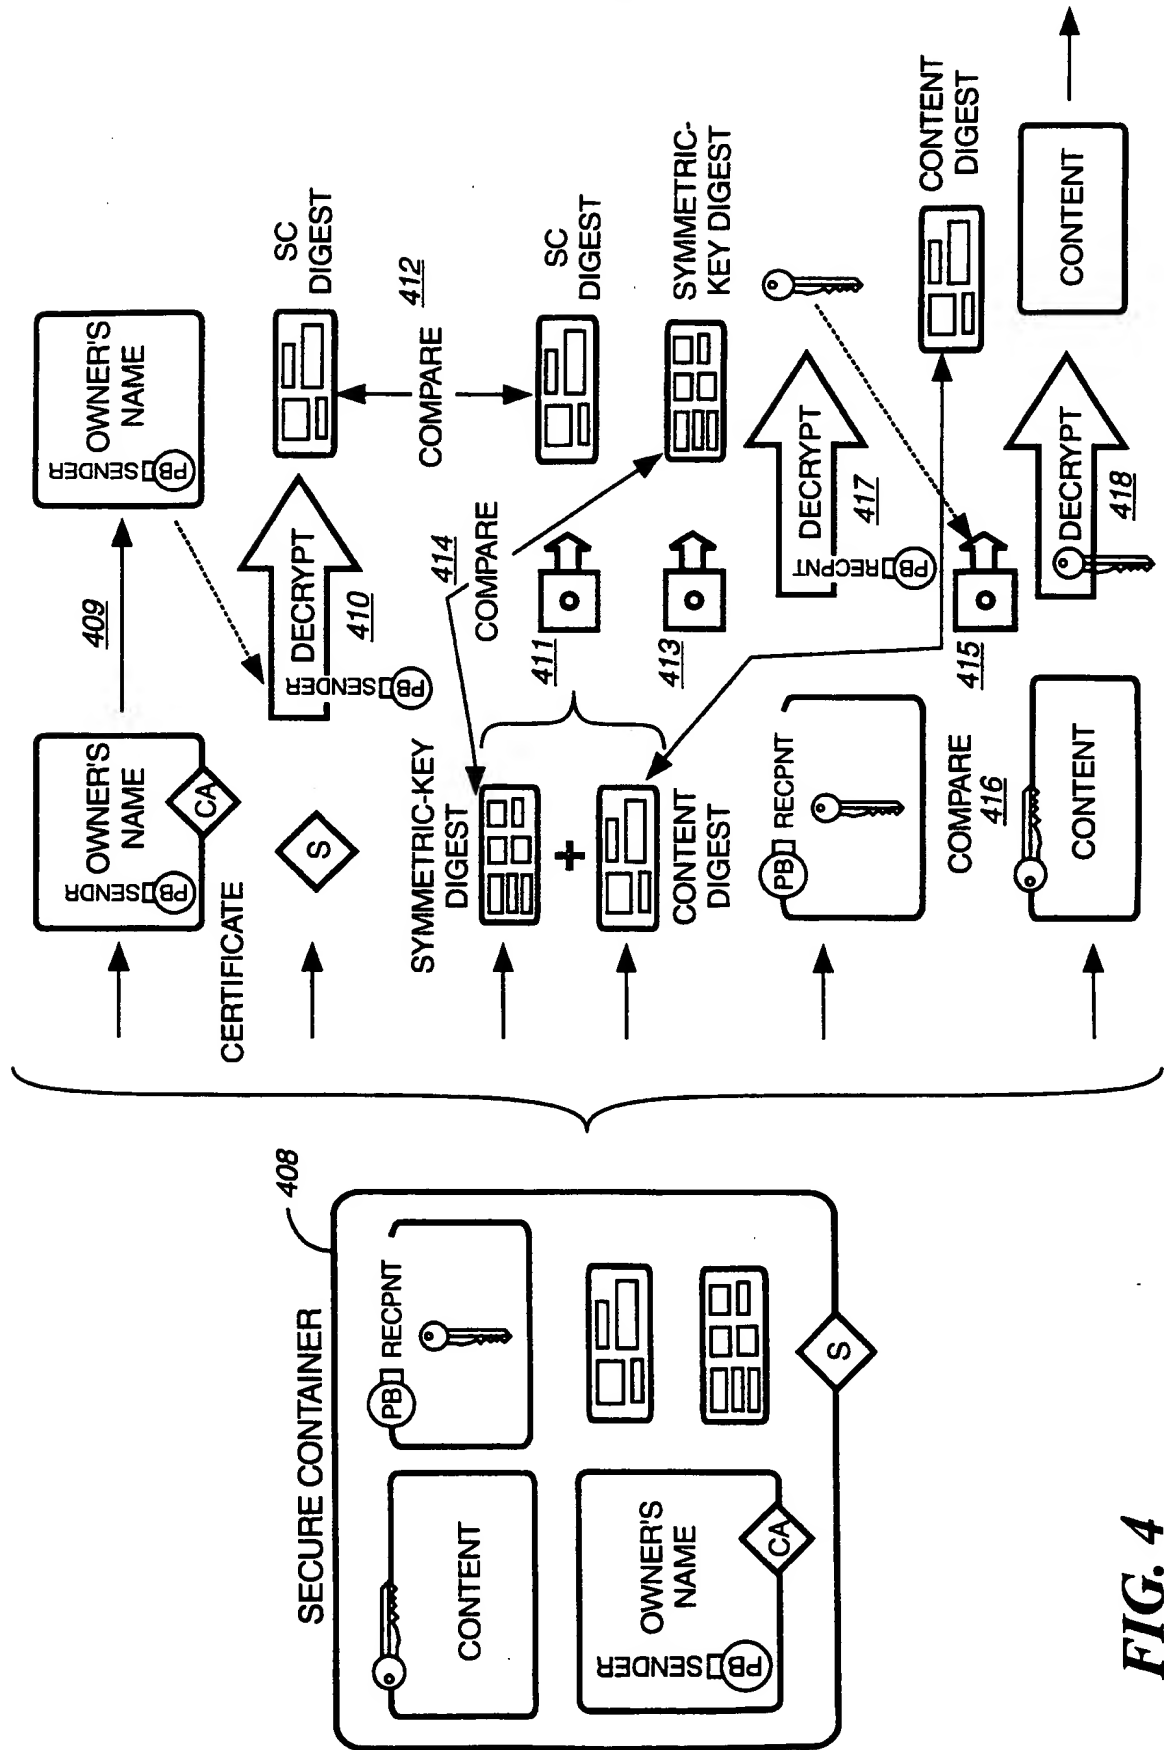 SECURE CONTAINER
408
CONTENT
PB RECPNT
OWNER'S
NAME
PB SENDER
CA
S
OWNER'S
NAME
PB SENDR
CA
CERTIFICATE
409
OWNER'S
NAME
PB SENDER
S
DECRYPT
410
PB SENDER
SC
DIGEST
COMPARE
412
SYMMETRIC-KEY
DIGEST
+
CONTENT
DIGEST
414
COMPARE
411
SC
DIGEST
413
SYMMETRIC-
KEY DIGEST
PB RECPNT
DECRYPT
417
PB RECPNT
COMPARE
416
415
CONTENT
DIGEST
CONTENT
DECRYPT
418
CONTENT
FIG. 4